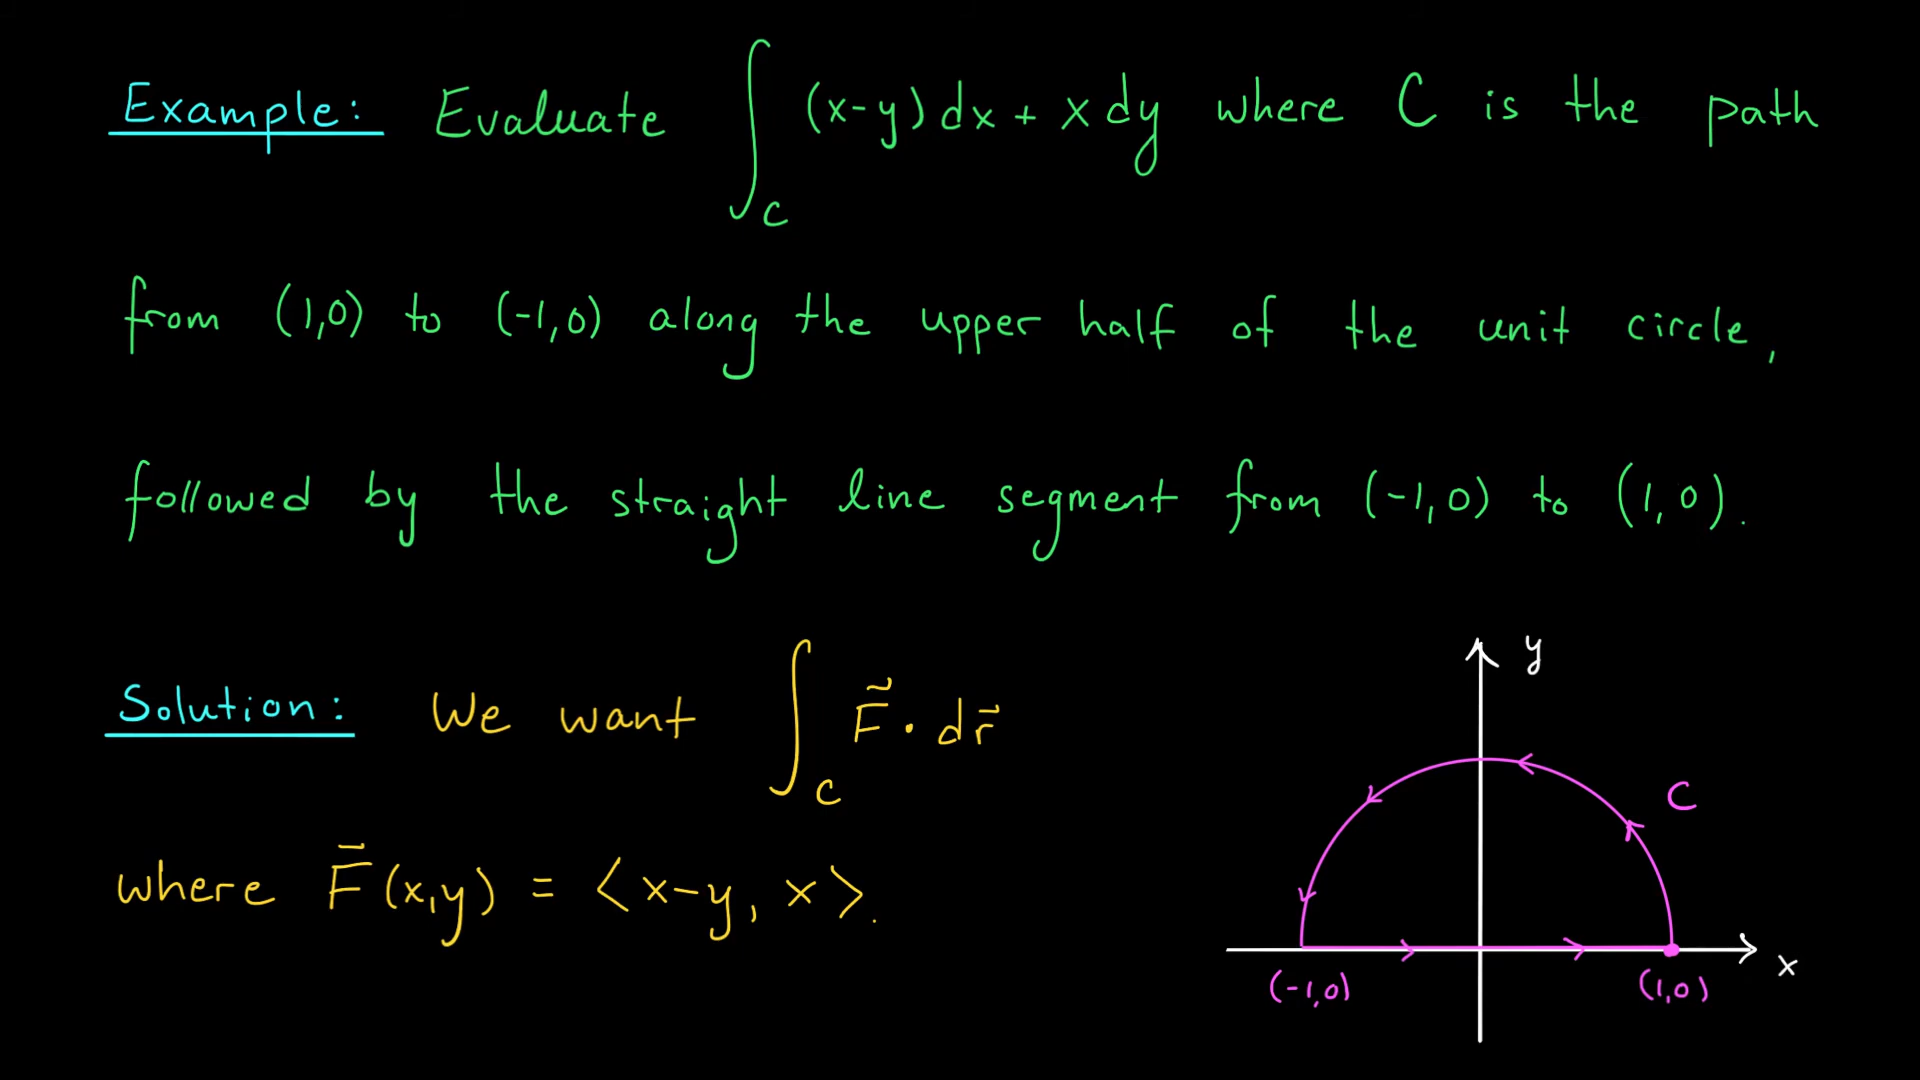 Example: Evaluate ∫_C (x-y) dx + x dy where C is the path
from (1,0) to (-1,0) along the upper half of the unit circle,
followed by the straight line segment from (-1,0) to (1,0).
Solution: We want ∫_C F⃗ · dr⃗
where F⃗(x,y) = <x-y, x>.
y
C
x
(-1,0) (1,0)